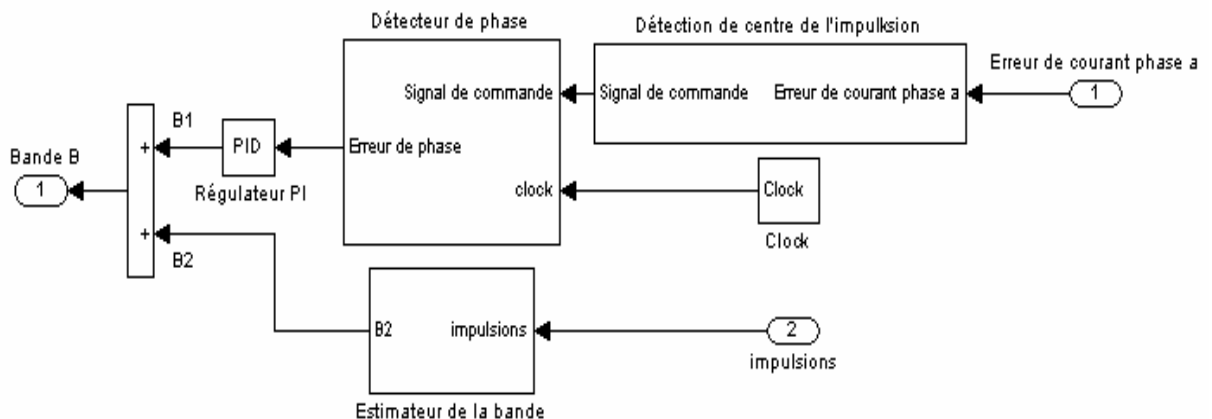 Détecteur de phase
Détection de centre de l'impulksion
Erreur de courant phase a
Signal de commande
Signal de commande
Erreur de courant phase a
1
B1
+
PID
Erreur de phase
Bande B
1
Régulateur PI
clock
Clock
Clock
+
B2
B2
impulsions
2
impulsions
Estimateur de la bande